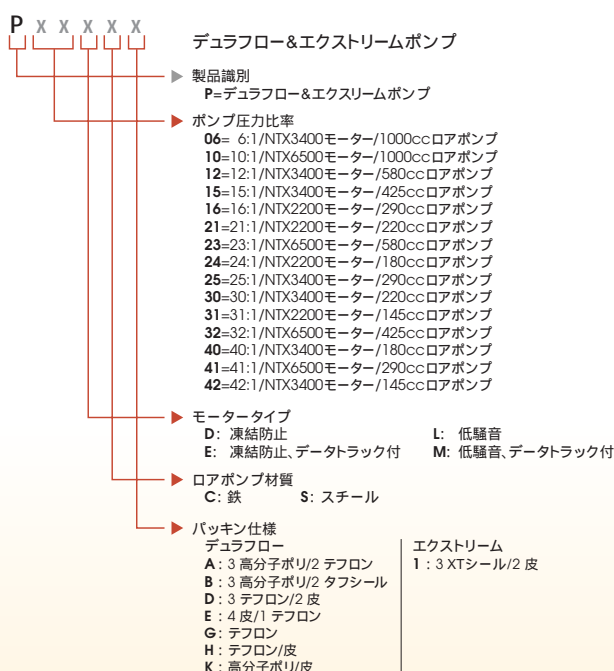 P x x x x x
デュラフロー&エクストリームポンプ
製品識別
P=デュラフロー&エクスリームポンプ
ポンプ圧力比率
06= 6:1/NTX3400モーター/1000ccロアポンプ
10=10:1/NTX6500モーター/1000ccロアポンプ
12=12:1/NTX3400モーター/580ccロアポンプ
15=15:1/NTX3400モーター/425ccロアポンプ
16=16:1/NTX2200モーター/290ccロアポンプ
21=21:1/NTX2200モーター/220ccロアポンプ
23=23:1/NTX6500モーター/580ccロアポンプ
24=24:1/NTX2200モーター/180ccロアポンプ
25=25:1/NTX3400モーター/290ccロアポンプ
30=30:1/NTX3400モーター/220ccロアポンプ
31=31:1/NTX2200モーター/145ccロアポンプ
32=32:1/NTX6500モーター/425ccロアポンプ
40=40:1/NTX3400モーター/180ccロアポンプ
41=41:1/NTX6500モーター/290ccロアポンプ
42=42:1/NTX3400モーター/145ccロアポンプ
モータータイプ
D: 凍結防止 L: 低騒音
E: 凍結防止、データトラック付 M: 低騒音、データトラック付
ロアポンプ材質
C: 鉄 S: スチール
パッキン仕様
デュラフロー
A: 3 高分子ポリ/2 テフロン
B: 3 高分子ポリ/2 タフシール
D: 3 テフロン/2 皮
E: 4 皮/1 テフロン
G: テフロン
H: テフロン/皮
K: 高分子ポリ/皮
エクストリーム
1: 3 XTシール/2 皮